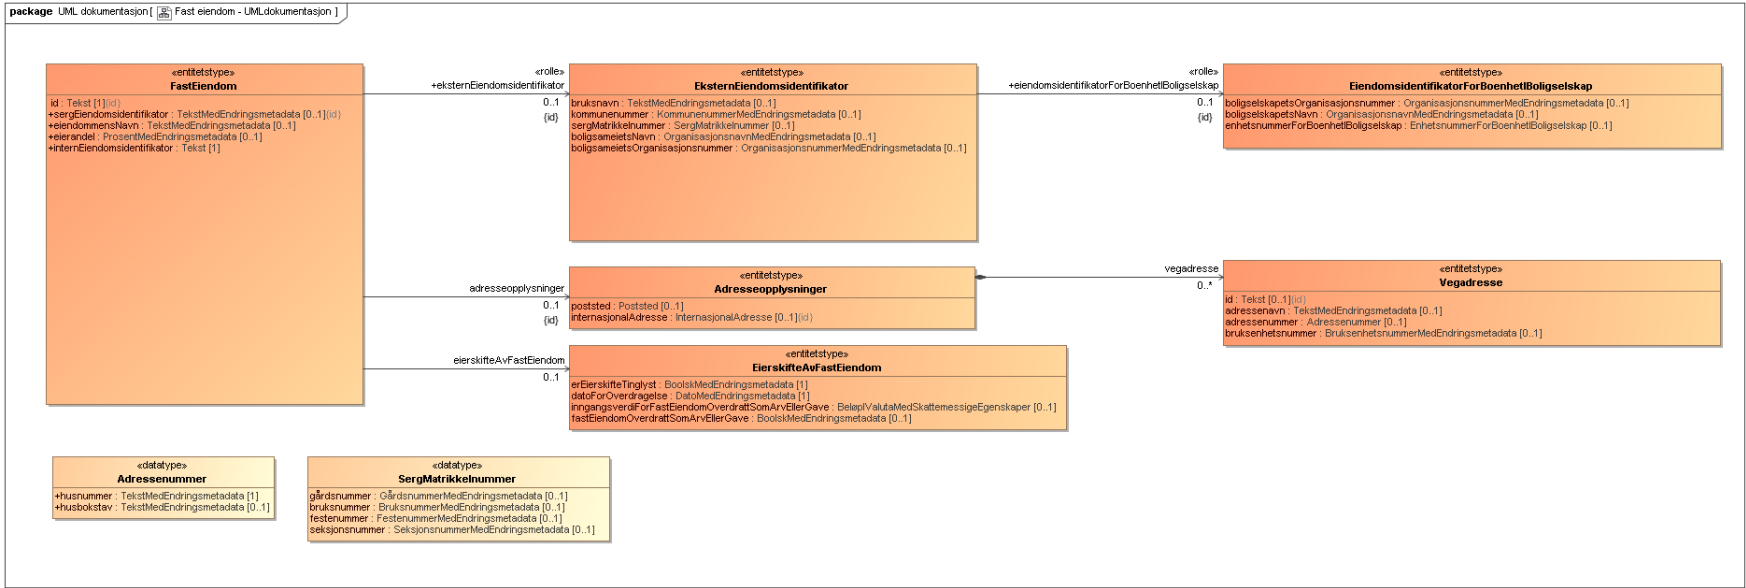 package UML dokumentasjon [ Fast eiendom - UMLdokumentasjon ]
«entitetstype»
FastEiendom
id : Tekst [1]{id}
+sergEiendomsidentifikator : TekstMedEndringsmetadata [0..1]{id}
+eiendommensNavn : TekstMedEndringsmetadata [0..1]
+eierandel : ProsentMedEndringsmetadata [0..1]
+internEiendomsidentifikator : Tekst [1]
«rolle»
+eksternEiendomsidentifikator
0..1
{id}
«entitetstype»
EksternEiendomsidentifikator
bruksnavn : TekstMedEndringsmetadata [0..1]
kommunenummer : KommunenummerMedEndringsmetadata [0..1]
sergMatrikkelnummer : SergMatrikkelnummer [0..1]
boligsameietsNavn : OrganisasjonsnavnMedEndringsmetadata [0..1]
boligsameietsOrganisasjonsnummer : OrganisasjonsnummerMedEndringsmetadata [0..1]
«rolle»
+eiendomsidentifikatorForBoenhetIBoligselskap
0..1
{id}
«entitetstype»
EiendomsidentifikatorForBoenhetIBoligselskap
boligselskapetsOrganisasjonsnummer : OrganisasjonsnummerMedEndringsmetadata [0..1]
boligselskapetsNavn : OrganisasjonsnavnMedEndringsmetadata [0..1]
enhetsnummerForBoenhetIBoligselskap : EnhetsnummerForBoenhetIBoligselskap [0..1]
adresseopplysninger
0..1
{id}
«entitetstype»
Adresseopplysninger
poststed : Poststed [0..1]
internasjonalAdresse : InternasjonalAdresse [0..1]{id}
vegadresse
0..*
«entitetstype»
Vegadresse
id : Tekst [0..1]{id}
adressenavn : TekstMedEndringsmetadata [0..1]
adressenummer : Adressenummer [0..1]
bruksenhetsnummer : BruksenhetsnummerMedEndringsmetadata [0..1]
eierskifteAvFastEiendom
0..1
«entitetstype»
EierskifteAvFastEiendom
erEierskifteTinglyst : BoolskMedEndringsmetadata [1]
datoForOverdragelse : DatoMedEndringsmetadata [1]
inngangsverdiForFastEiendomOverdrattSomArvEllerGave : BeløpIValutaMedSkattemessigeEgenskaper [0..1]
fastEiendomOverdrattSomArvEllerGave : BoolskMedEndringsmetadata [0..1]
«datatype»
Adressenummer
+husnummer : TekstMedEndringsmetadata [1]
+husbokstav : TekstMedEndringsmetadata [0..1]
«datatype»
SergMatrikkelnummer
gårdsnummer : GårdsnummerMedEndringsmetadata [0..1]
bruksnummer : BruksnummerMedEndringsmetadata [0..1]
festenummer : FestenummerMedEndringsmetadata [0..1]
seksjonsnummer : SeksjonsnummerMedEndringsmetadata [0..1]